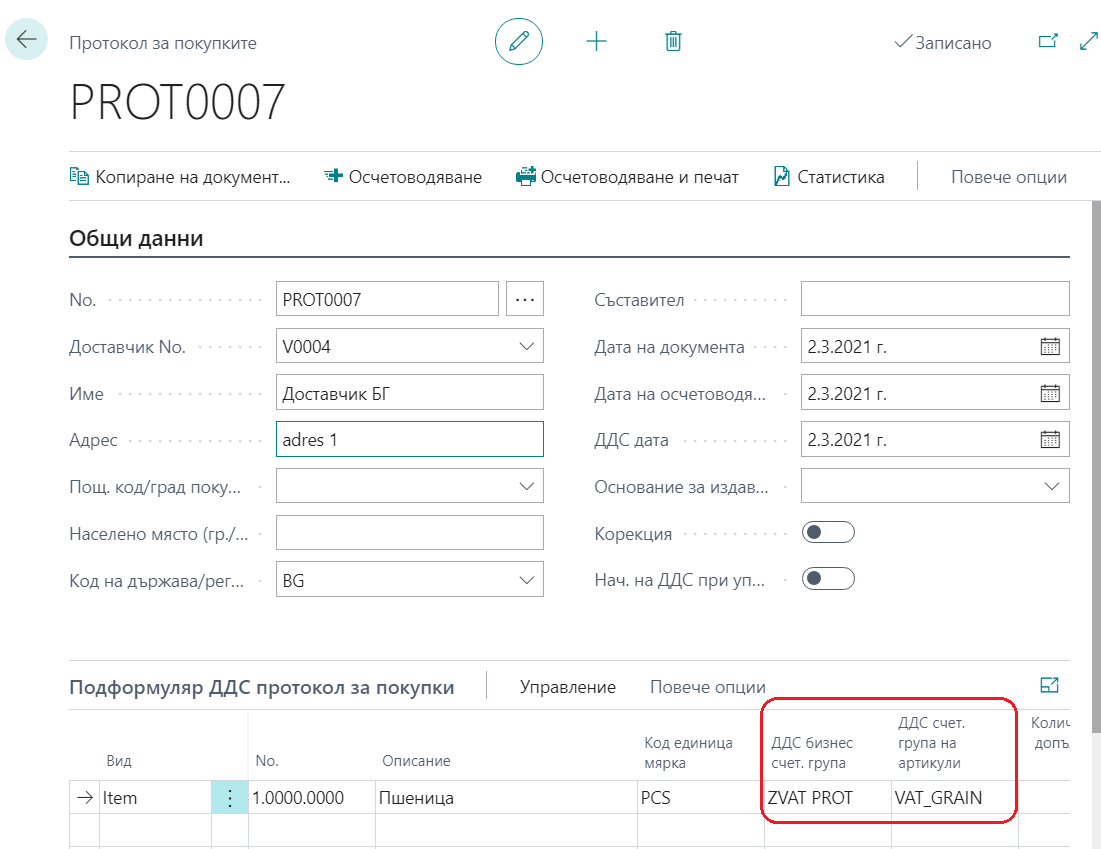 Протокол за покупките
Записано
PROT0007
Копиране на документ...
Осчетоводяване
Осчетоводяване и печат
Статистика
Повече опции
Общи данни
No.
PROT0007
...
Съставител
Доставчик No.
V0004
Дата на документа
2.3.2021 г.
Име
Доставчик БГ
Дата на осчетоводя...
2.3.2021 г.
Адрес
adres 1
ДДС дата
2.3.2021 г.
Пощ. код/град поку...
Основание за издав...
Населено място (гр./...
Корекция
Код на държава/рег...
BG
Нач. на ДДС при уп...
Подформуляр ДДС протокол за покупки
Управление
Повече опции
Вид
No.
Описание
Код единица
мярка
ДДС бизнес
счет. група
ДДС счет.
група на
артикули
Item
1.0000.0000
Пшеница
PCS
ZVAT PROT
VAT_GRAIN